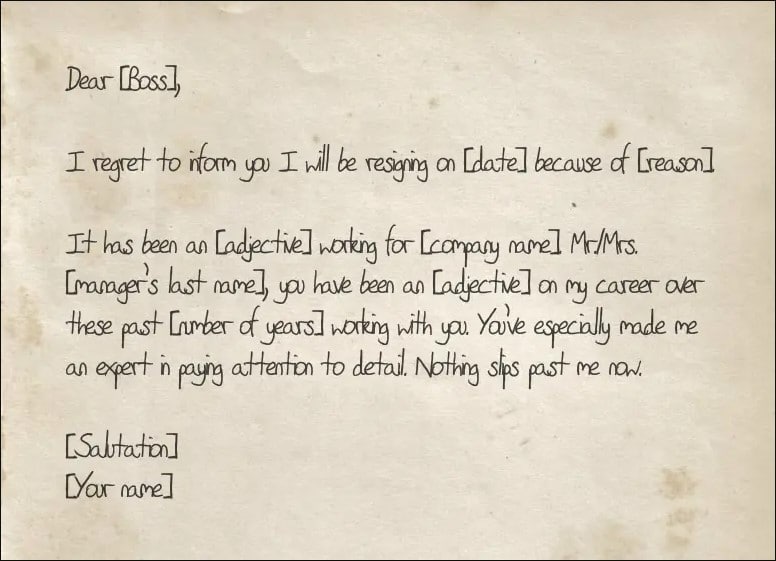 Dear [Boss],
I regret to inform you I will be resigning on [date] because of [reason]
It has been an [adjective] working for [company name] Mr./Mrs.
[manager's last name], you have been an [adjective] on my career over
these past [number of years] working with you. You've especially made me
an expert in paying attention to detail. Nothing slips past me now.
[Salutation]
[Your name]